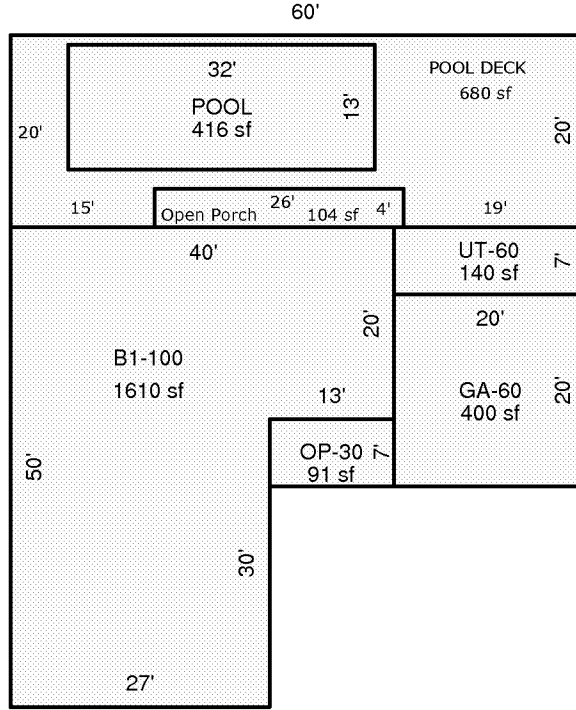 60'
32'
POOL
416 sf
13'
POOL DECK
680 sf
20'
20'
15'
Open Porch
26'
104 sf
4'
19'
40'
UT-60
140 sf
7'
20'
20'
B1-100
1610 sf
13'
GA-60
400 sf
20'
OP-30
91 sf
7'
50'
30'
27'